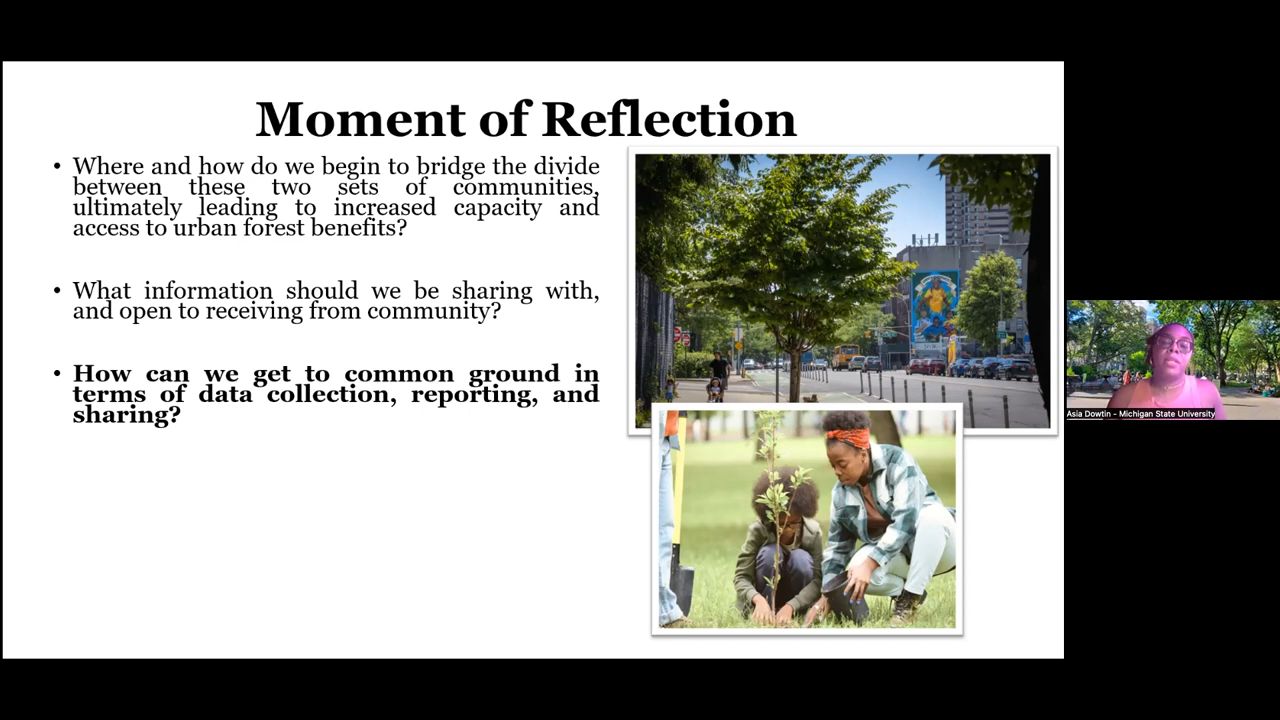 Moment of Reflection
• Where and how do we begin to bridge the divide
between these two sets of communities,
ultimately leading to increased capacity and
access to urban forest benefits?
• What information should we be sharing with,
and open to receiving from community?
• How can we get to common ground in
terms of data collection, reporting, and
sharing?
Asia Dowtin - Michigan State University